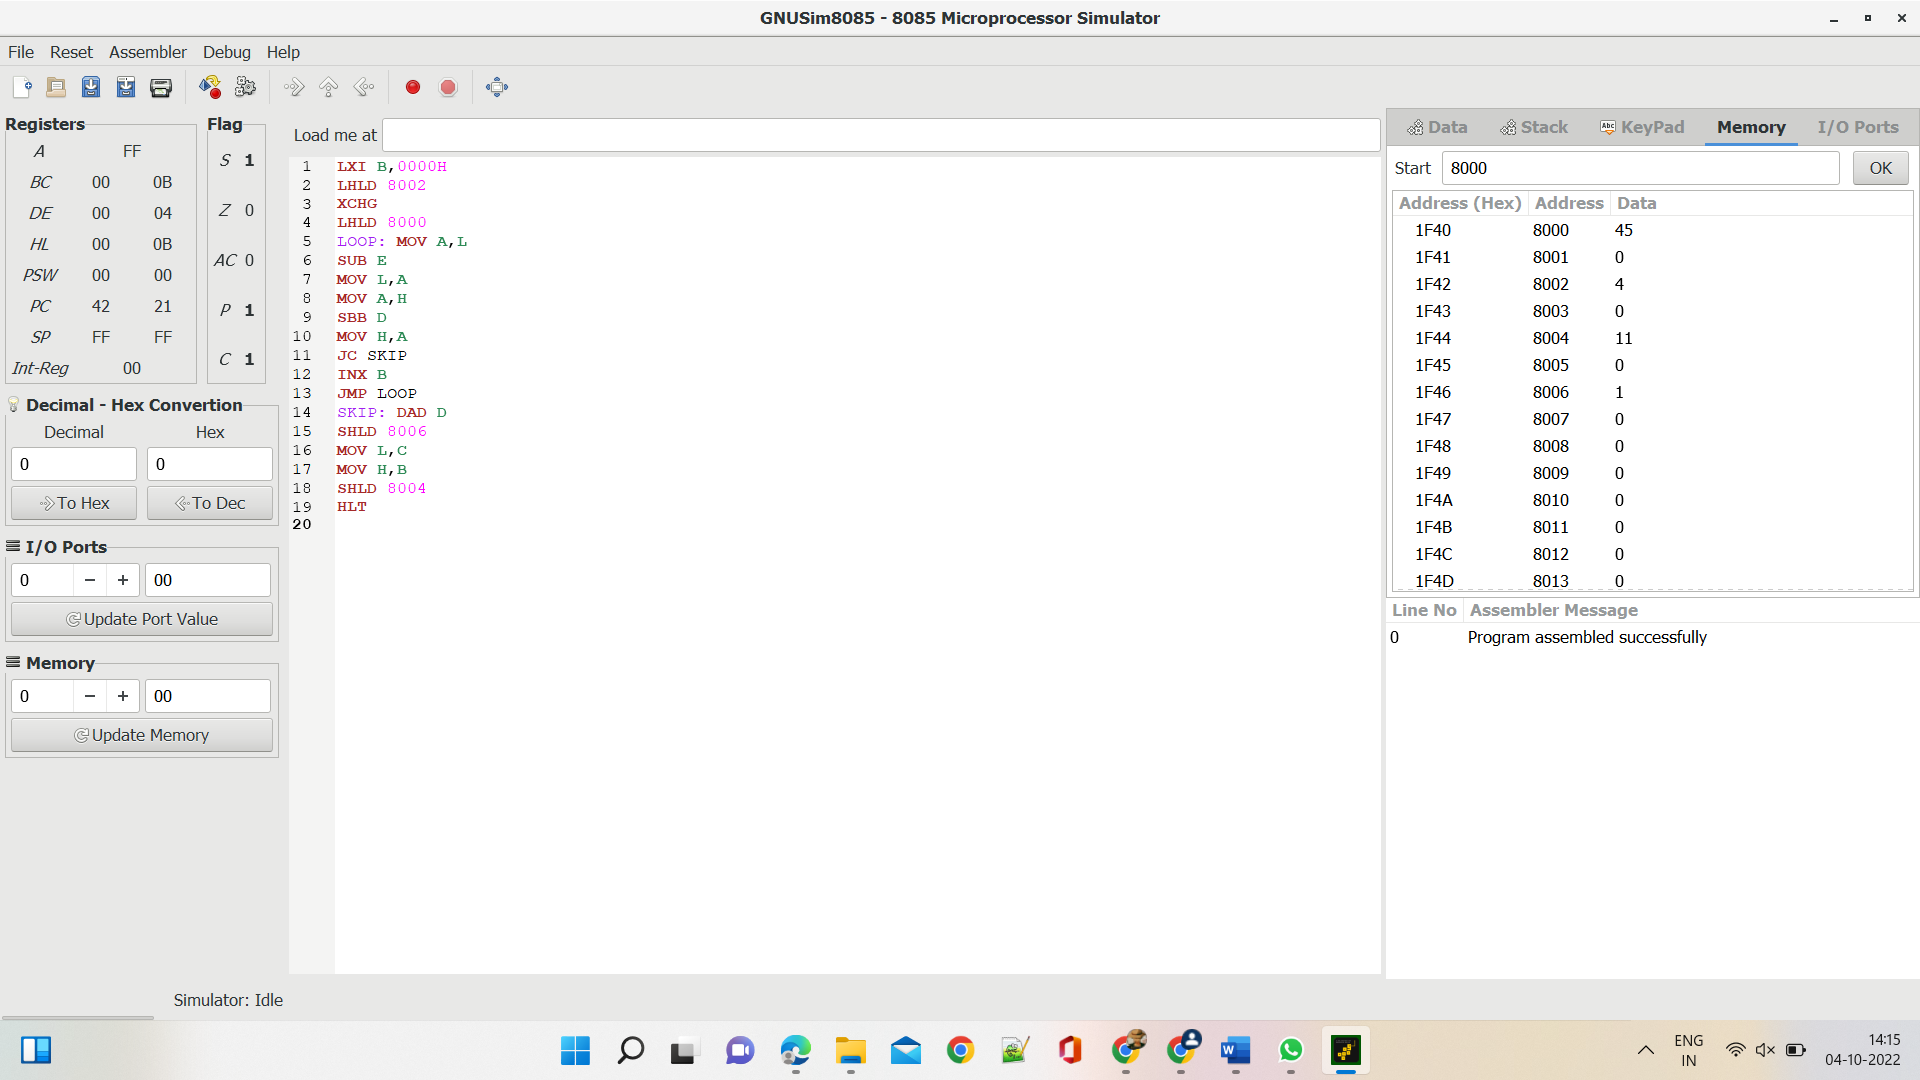 GNUSim8085 - 8085 Microprocessor Simulator
File Reset Assembler Debug Help
Registers
A FF
BC 00 0B
DE 00 04
HL 00 0B
PSW 00 00
PC 42 21
SP FF FF
Int-Reg 00
Flag
S 1
Z 0
AC 0
P 1
C 1
Decimal - Hex Convertion
Decimal Hex
0 0
To Hex To Dec
I/O Ports
0 − + 00
Update Port Value
Memory
0 − + 00
Update Memory
Load me at
1 LXI B,0000H
2 LHLD 8002
3 XCHG
4 LHLD 8000
5 LOOP: MOV A,L
6 SUB E
7 MOV L,A
8 MOV A,H
9 SBB D
10 MOV H,A
11 JC SKIP
12 INX B
13 JMP LOOP
14 SKIP: DAD D
15 SHLD 8006
16 MOV L,C
17 MOV H,B
18 SHLD 8004
19 HLT
20
Data Stack Abc KeyPad Memory I/O Ports
Start 8000 OK
Address (Hex) Address Data
1F40 8000 45
1F41 8001 0
1F42 8002 4
1F43 8003 0
1F44 8004 11
1F45 8005 0
1F46 8006 1
1F47 8007 0
1F48 8008 0
1F49 8009 0
1F4A 8010 0
1F4B 8011 0
1F4C 8012 0
1F4D 8013 0
Line No Assembler Message
0 Program assembled successfully
Simulator: Idle
W
ENG
IN
14:15
04-10-2022